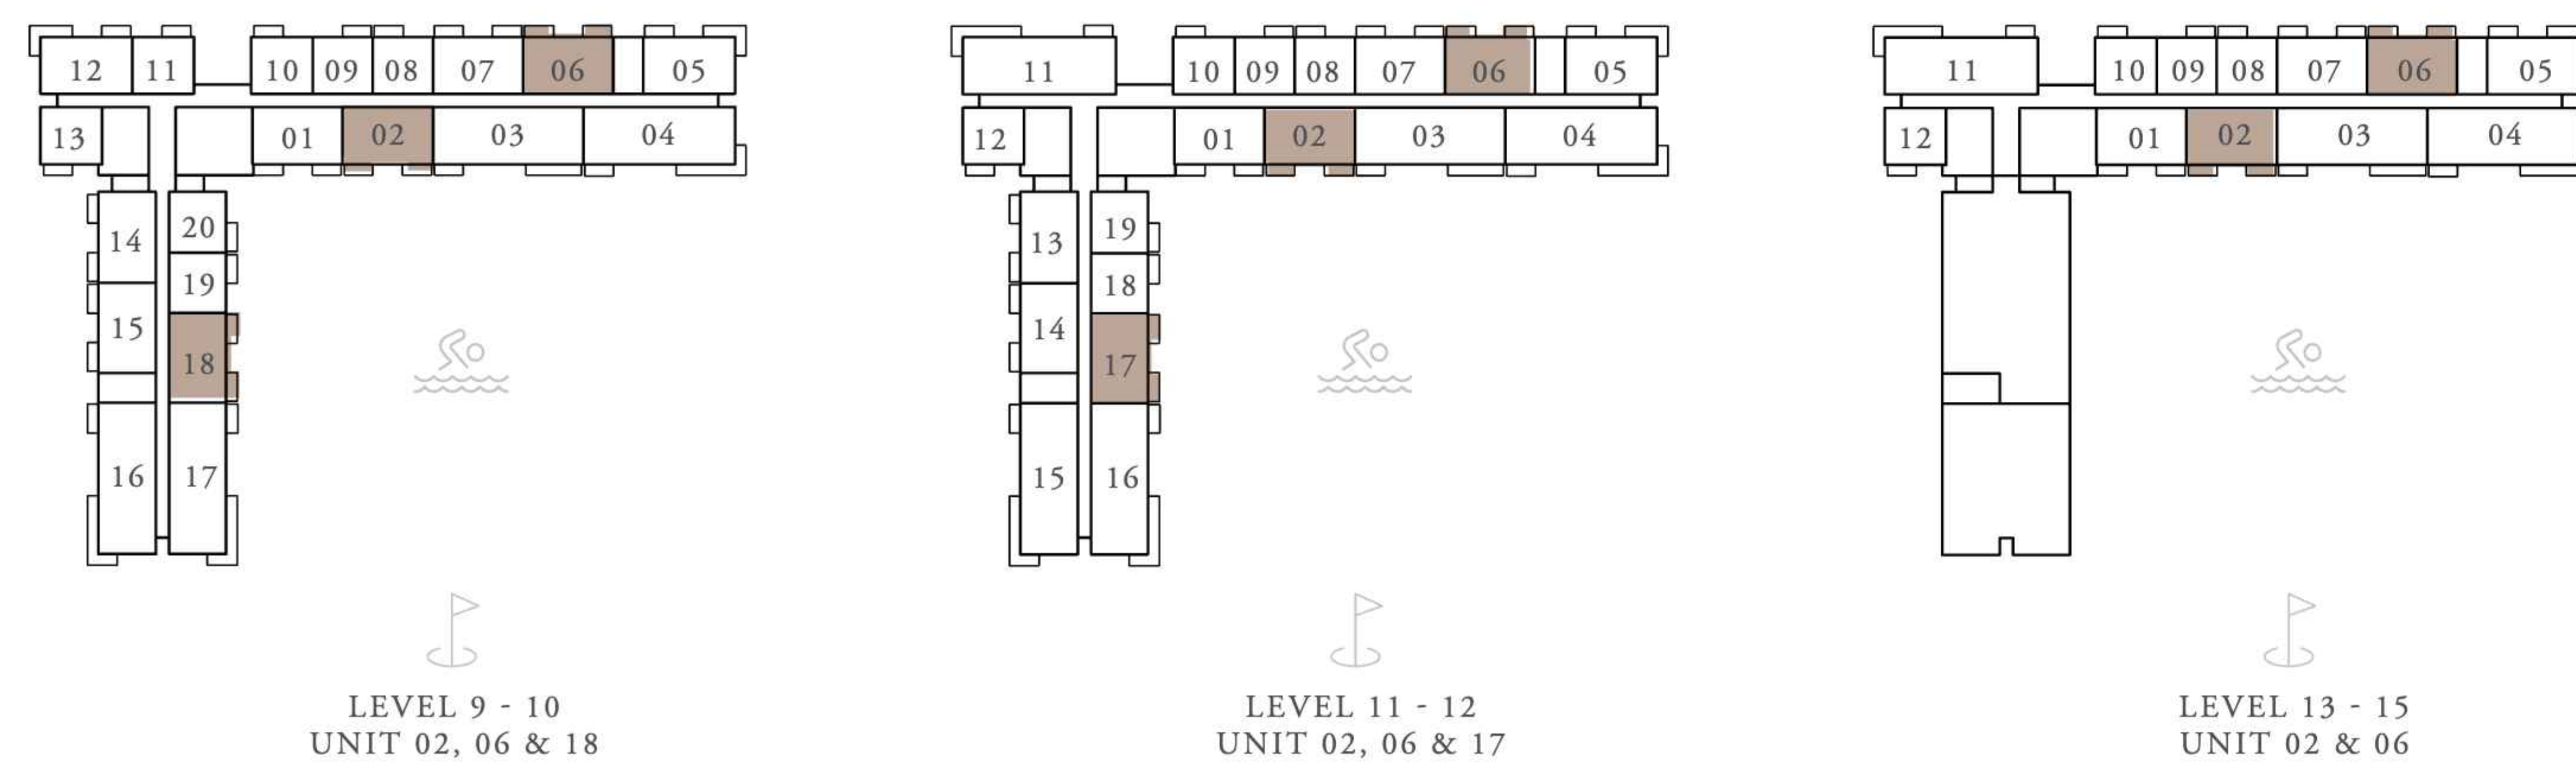 12 11 10 09 08 07 06 05
13 01 02 03 04
14 20
19
15
18
16 17
LEVEL 9 - 10
UNIT 02, 06 & 18
11 10 09 08 07 06 05
12 01 02 03 04
13 19
18
14
17
15 16
LEVEL 11 - 12
UNIT 02, 06 & 17
11 10 09 08 07 06 05
12 01 02 03 04
LEVEL 13 - 15
UNIT 02 & 06